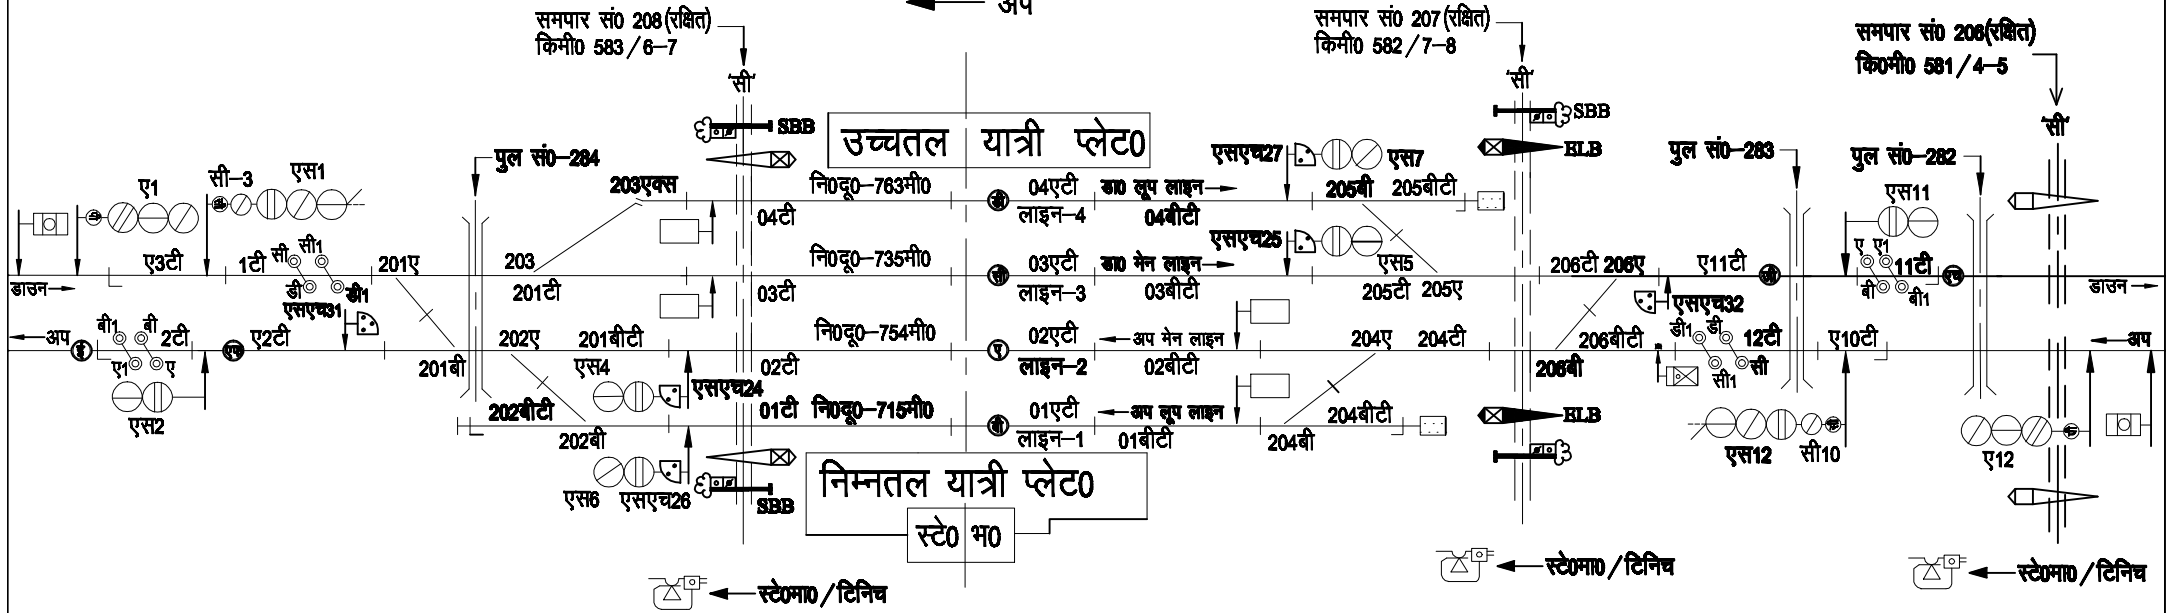 अप
समपार सं0 208(रक्षित)
किमी0 583/6-7
समपार सं0 207(रक्षित)
किमी0 582/7-8
समपार सं0 206(रक्षित)
कि0मी0 581/4-5
'सी'
'सी'
'सी'
SBB
SBB
उच्चतल यात्री प्लेट0
ELB
पुल सं0-284
पुल सं0-283
पुल सं0-282
ए1
सी-3
एस1
203एक्स
नि0दू0-763मी0
04एटी
डा0 लूप लाइन
एसएच27
एस7
205बी
205बीटी
एस11
04टी
डी
लाइन-4
04बीटी
एसएच25
ए3टी
1टी
सी
सी1
201ए
203
नि0दू0-735मी0
03एटी
डा0 मेन लाइन
एस5
206टी
206ए
ए11टी
ए
ए1
11टी
डाउन
डी
डी1
201टी
03टी
सी
लाइन-3
03बीटी
205टी
205ए
एसएच32
जी
बी
बी1
एच
डाउन
एसएच31
अप
बी1
बी
2टी
ए2टी
202ए
201बीटी
नि0दू0-754मी0
02एटी
अप मेन लाइन
204ए
204टी
206बीटी
डी1
डी
12टी
ए10टी
अप
ई
एफ
ए1
ए
201बी
एस4
02टी
ए
लाइन-2
02बीटी
206बी
सी1
सी
एस2
202बीटी
एसएच24
01टी
नि0दू0-715मी0
01एटी
अप लूप लाइन
204बीटी
ELB
202बी
बी
लाइन-1
01बीटी
204बी
एस12
सी10
ए12
एस6
एसएच26
SBB
निम्नतल यात्री प्लेट0
स्टे0 भ0
स्टे0मा0/टिनिच
स्टे0मा0/टिनिच
स्टे0मा0/टिनिच